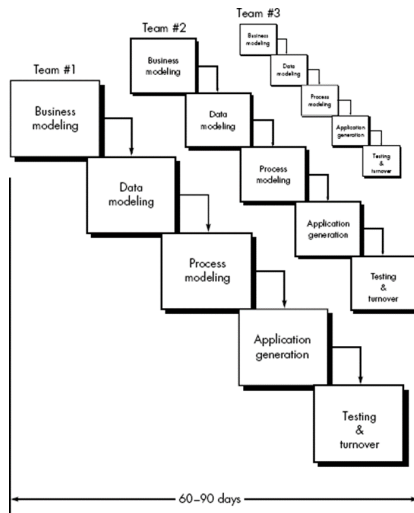 Team #1
Business
modeling
Data
modeling
Process
modeling
Application
generation
Testing
&
turnover
Team #2
Business
modeling
Data
modeling
Process
modeling
Application
generation
Testing
&
turnover
Team #3
Business
modeling
Data
modeling
Process
modeling
Application
generation
Testing
&
turnover
60–90 days